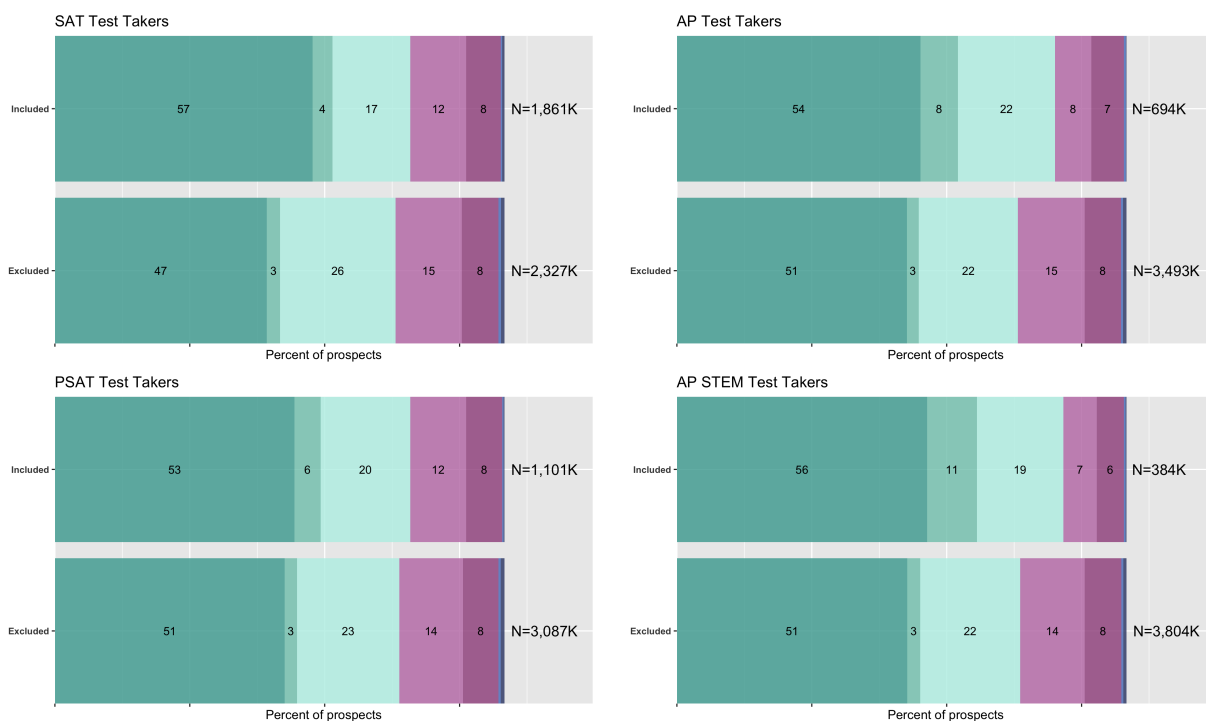 SAT Test Takers
Included
57 4 17 12 8 N=1,861K
Excluded
47 3 26 15 8 N=2,327K
Percent of prospects
AP Test Takers
54 8 22 8 7 N=694K
51 3 22 15 8 N=3,493K
Percent of prospects
PSAT Test Takers
Included
53 6 20 12 8 N=1,101K
Excluded
51 3 23 14 8 N=3,087K
Percent of prospects
AP STEM Test Takers
Included
56 11 19 7 6 N=384K
Excluded
51 3 22 14 8 N=3,804K
Percent of prospects